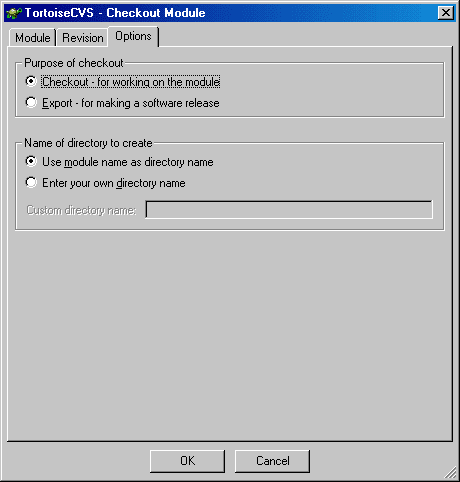 TortoiseCVS - Checkout Module
Module Revision Options
Purpose of checkout
Checkout - for working on the module
Export - for making a software release
Name of directory to create
Use module name as directory name
Enter your own directory name
Custom directory name:
OK Cancel